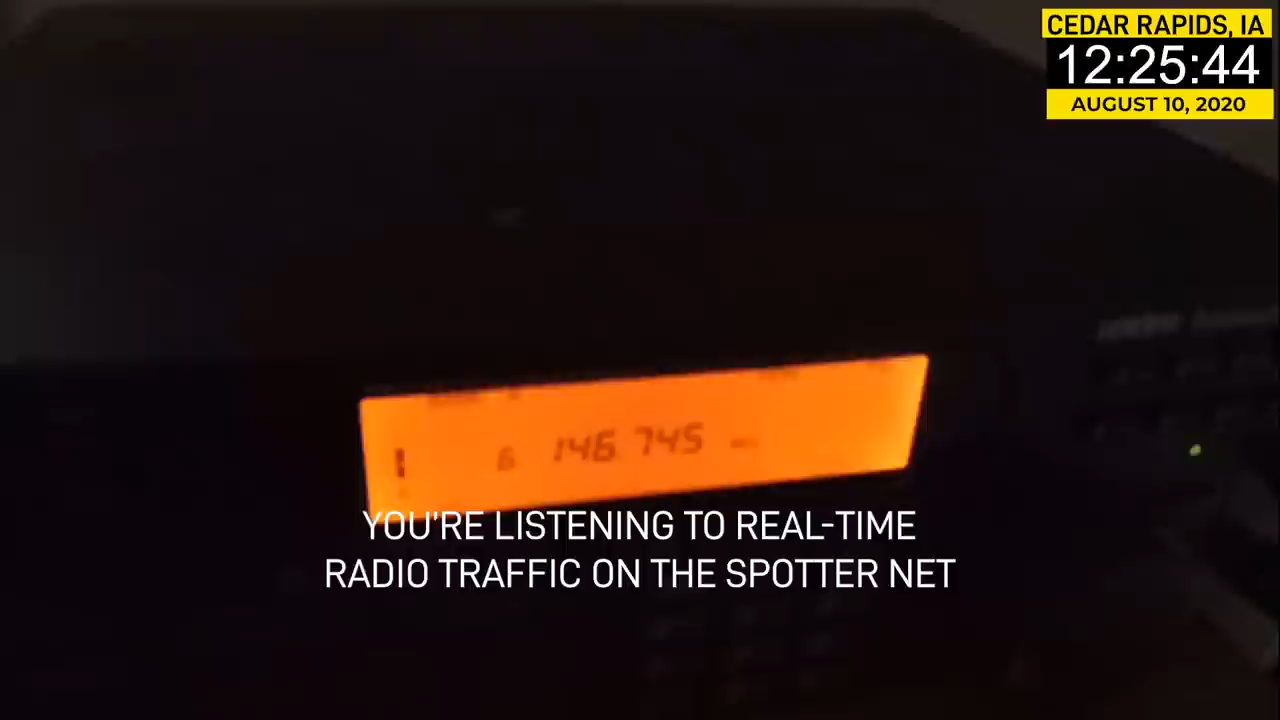 CEDAR RAPIDS, IA
12:25:44
AUGUST 10, 2020
6 146.745
YOU'RE LISTENING TO REAL-TIME
RADIO TRAFFIC ON THE SPOTTER NET